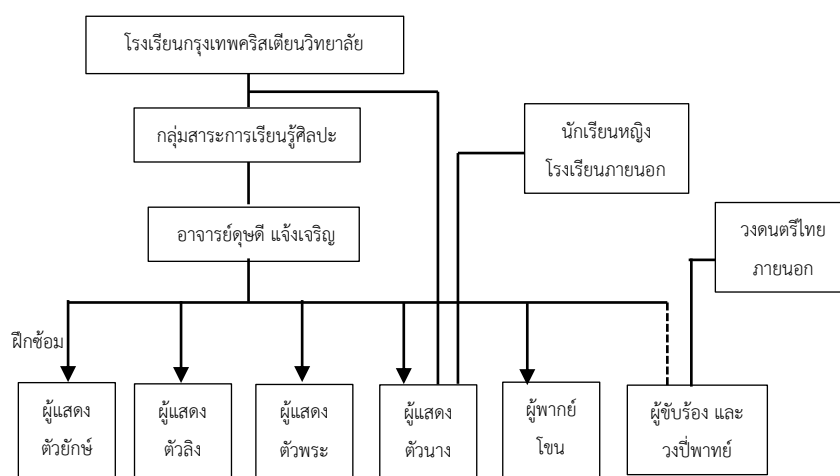 โรงเรียนกรุงเทพคริสเตียนวิทยาลัย
กลุ่มสาระการเรียนรู้ศิลปะ
นักเรียนหญิง
โรงเรียนภายนอก
อาจารย์ดุษดี แจ้งเจริญ
วงดนตรีไทย
ภายนอก
ฝึกซ้อม
ผู้แสดง
ตัวยักษ์
ผู้แสดง
ตัวลิง
ผู้แสดง
ตัวพระ
ผู้แสดง
ตัวนาง
ผู้พากย์
โขน
ผู้ขับร้อง และ
วงปี่พาทย์